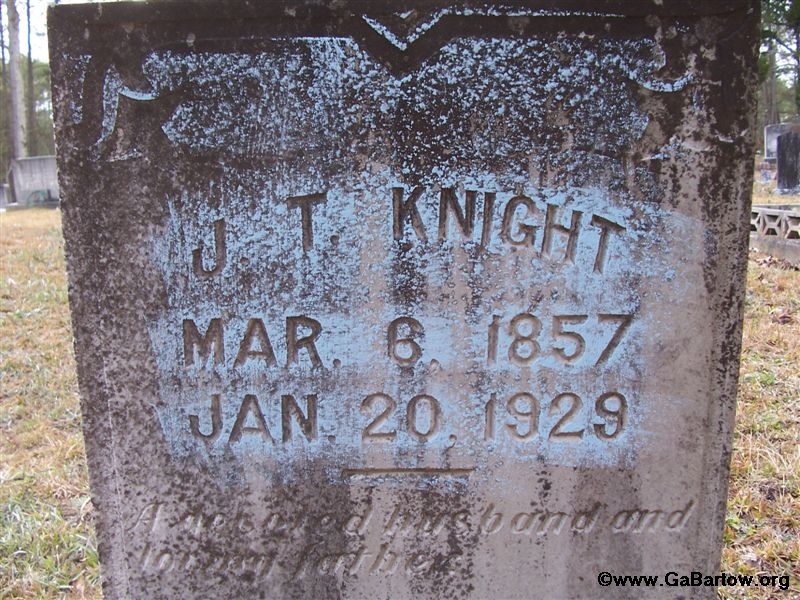 J. T. KNIGHT
MAR. 6, 1857
JAN. 20, 1929
A devoted husband and
loving father
©www.GaBartow.org